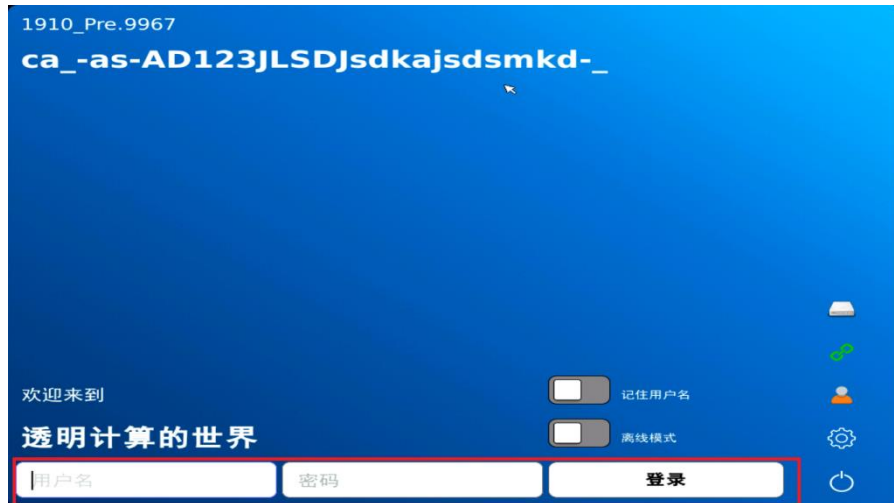 1910_Pre.9967
ca_-as-AD123JLSDJsdkajsdsmkd-_
欢迎来到
记住用户名
透明计算的世界
离线模式
用户名
密码
登录